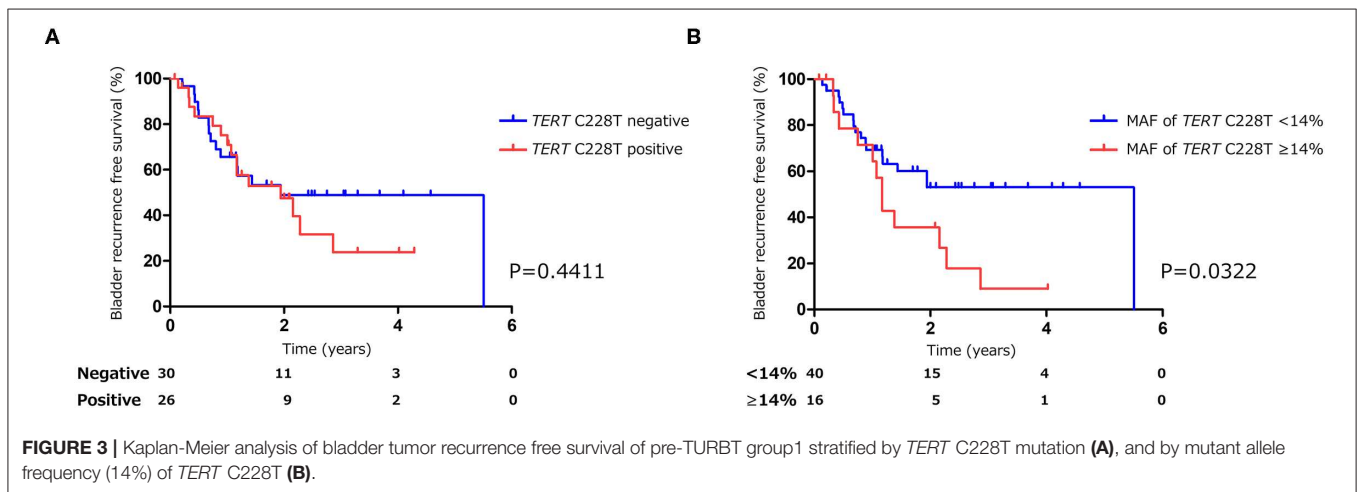 A
Bladder recurrence free survival (%)
100
80
60
40
20
0
0 2 4 6
Time (years)
TERT C228T negative
TERT C228T positive
P=0.4411
Negative 30 11 3 0
Positive 26 9 2 0
B
Bladder recurrence free survival (%)
100
80
60
40
20
0
0 2 4 6
Time (years)
MAF of TERT C228T <14%
MAF of TERT C228T ≥14%
P=0.0322
<14% 40 15 4 0
≥14% 16 5 1 0
FIGURE 3 | Kaplan-Meier analysis of bladder tumor recurrence free survival of pre-TURBT group1 stratified by TERT C228T mutation (A), and by mutant allele
frequency (14%) of TERT C228T (B).